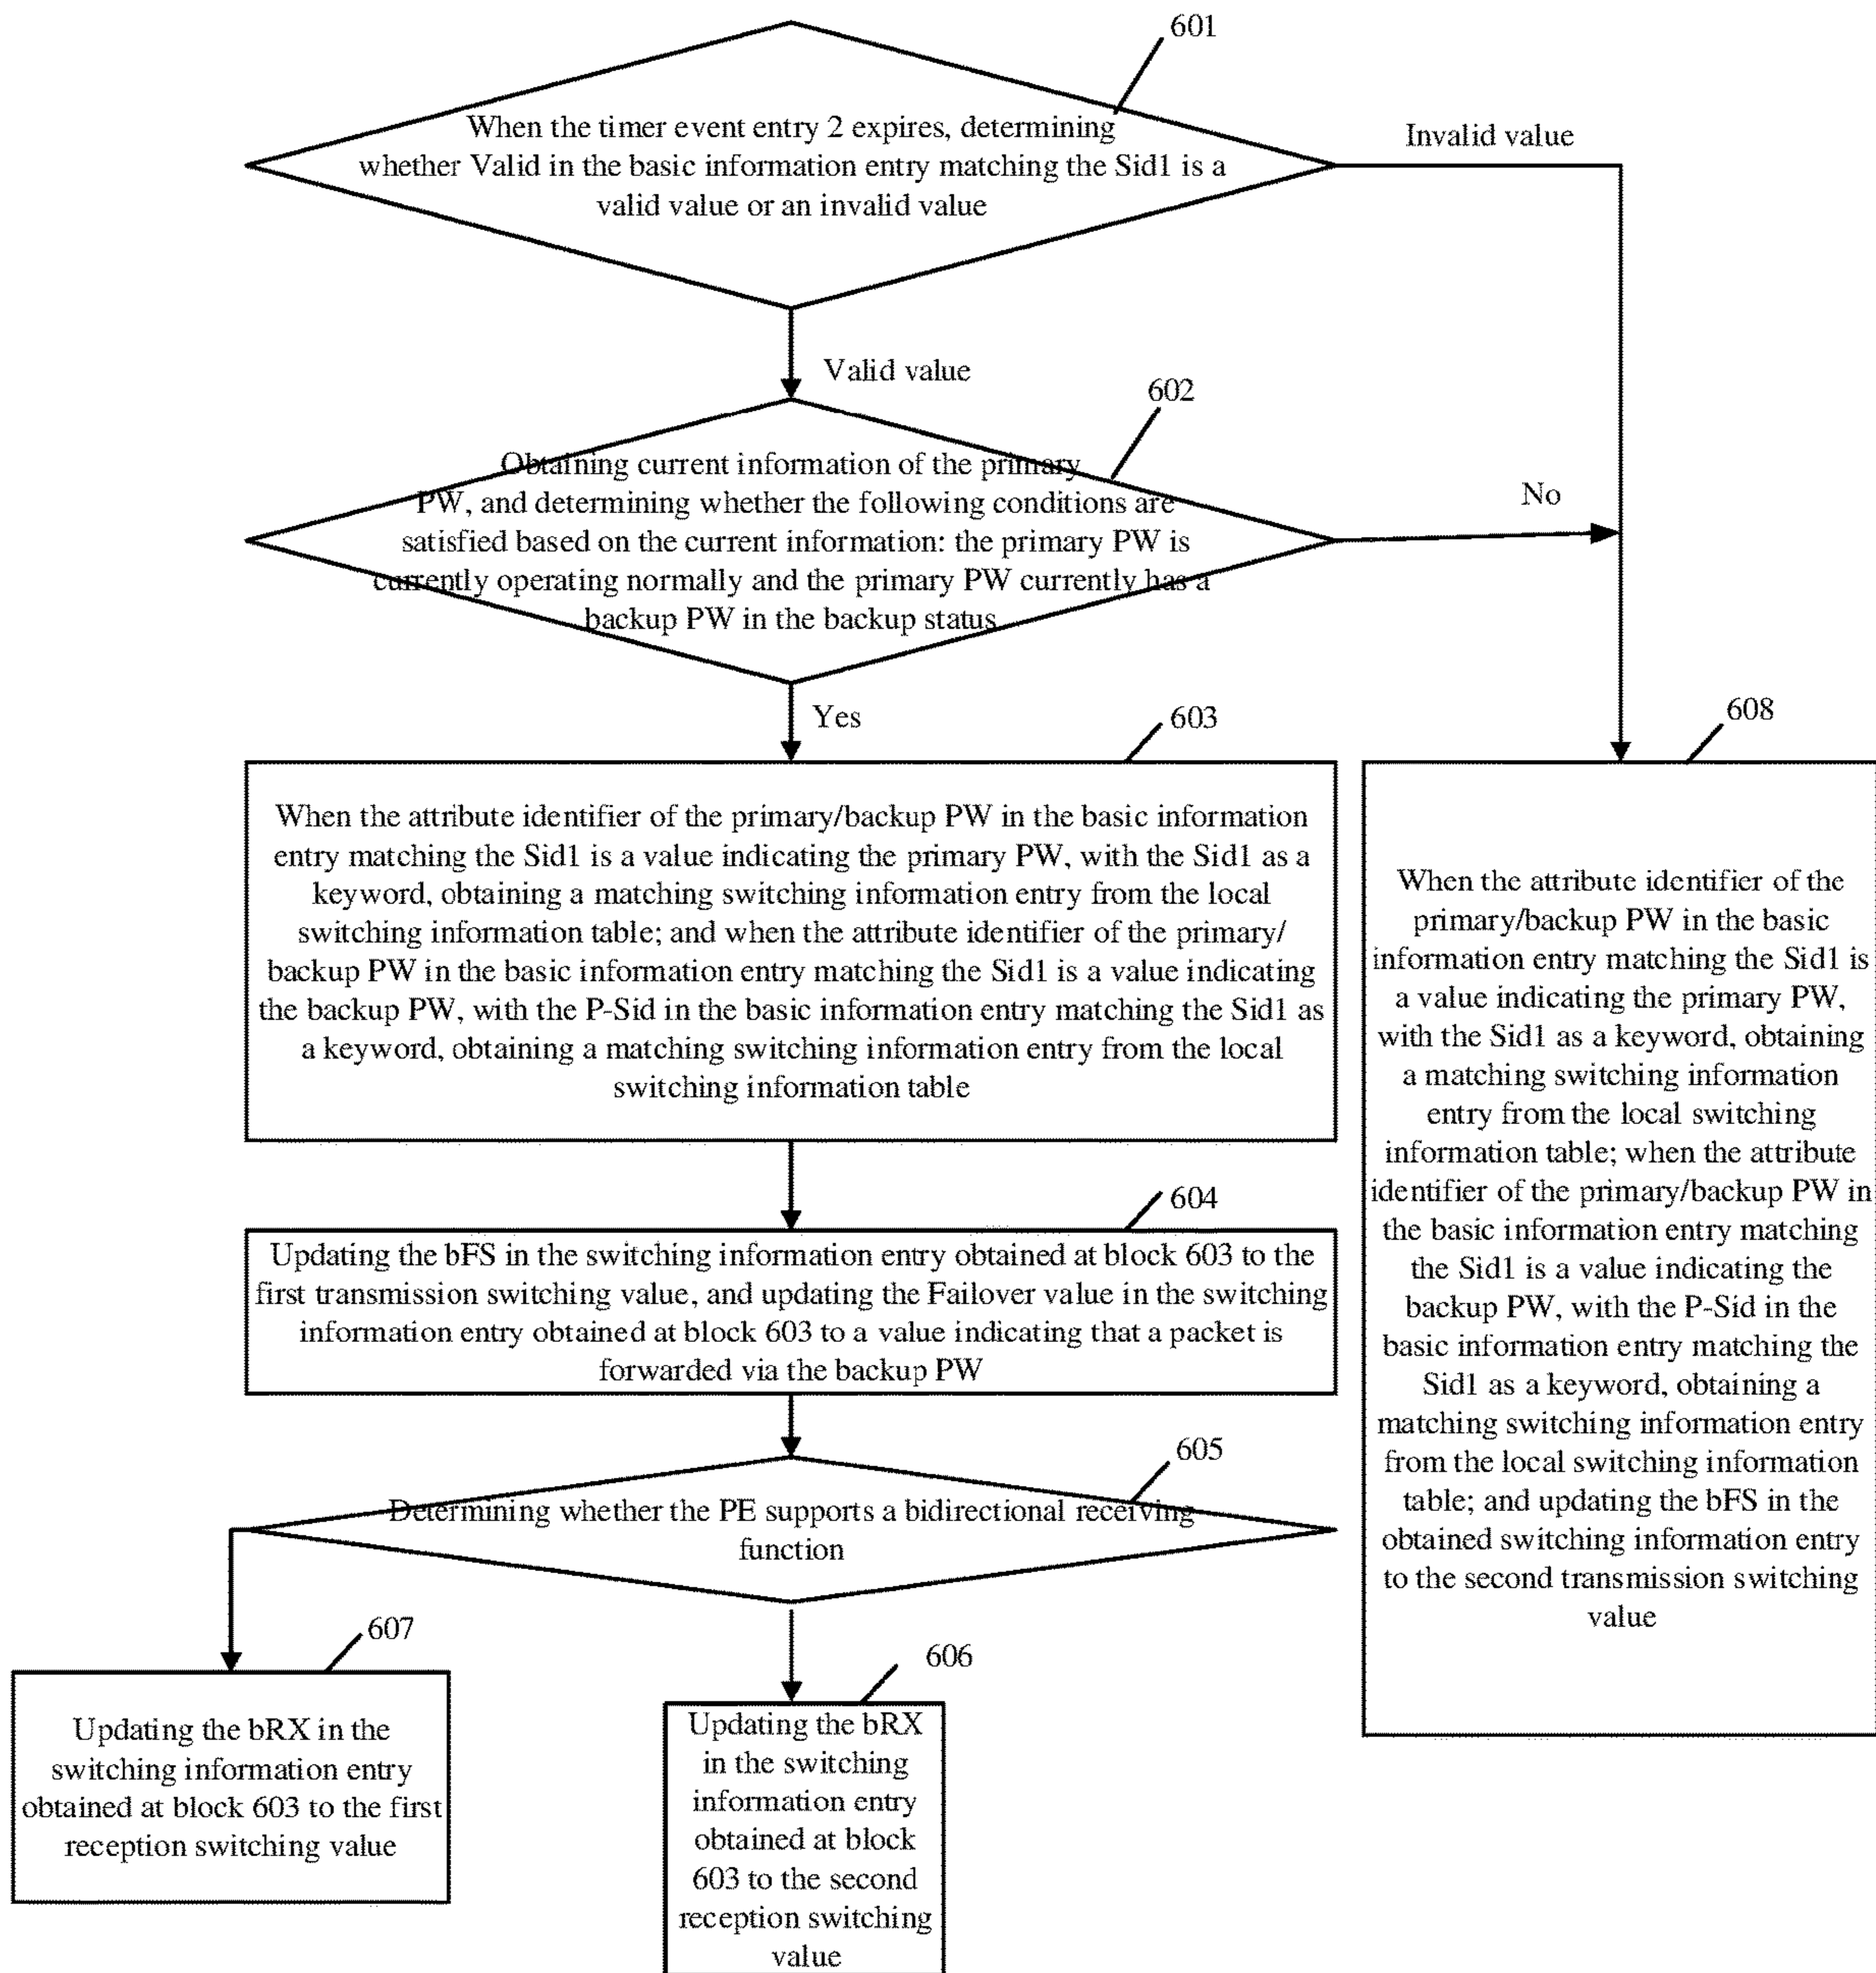 601
When the timer event entry 2 expires, determining
whether Valid in the basic information entry matching the Sid1 is a
valid value or an invalid value
Invalid value
Valid value
602
Obtaining current information of the primary
PW, and determining whether the following conditions are
satisfied based on the current information: the primary PW is
currently operating normally and the primary PW currently has a
backup PW in the backup status
No
Yes
603
When the attribute identifier of the primary/backup PW in the basic information
entry matching the Sid1 is a value indicating the primary PW, with the Sid1 as a
keyword, obtaining a matching switching information entry from the local
switching information table; and when the attribute identifier of the primary/
backup PW in the basic information entry matching the Sid1 is a value indicating
the backup PW, with the P-Sid in the basic information entry matching the Sid1 as
a keyword, obtaining a matching switching information entry from the local
switching information table
608
When the attribute identifier of the
primary/backup PW in the basic
information entry matching the Sid1 is
a value indicating the primary PW,
with the Sid1 as a keyword, obtaining
a matching switching information
entry from the local switching
information table; when the attribute
identifier of the primary/backup PW in
the basic information entry matching
the Sid1 is a value indicating the
backup PW, with the P-Sid in the
basic information entry matching the
Sid1 as a keyword, obtaining a
matching switching information entry
from the local switching information
table; and updating the bFS in the
obtained switching information entry
to the second transmission switching
value
604
Updating the bFS in the switching information entry obtained at block 603 to the
first transmission switching value, and updating the Failover value in the switching
information entry obtained at block 603 to a value indicating that a packet is
forwarded via the backup PW
605
Determining whether the PE supports a bidirectional receiving
function
607
Updating the bRX in the
switching information entry
obtained at block 603 to the first
reception switching value
606
Updating the bRX
in the switching
information entry
obtained at block
603 to the second
reception switching
value